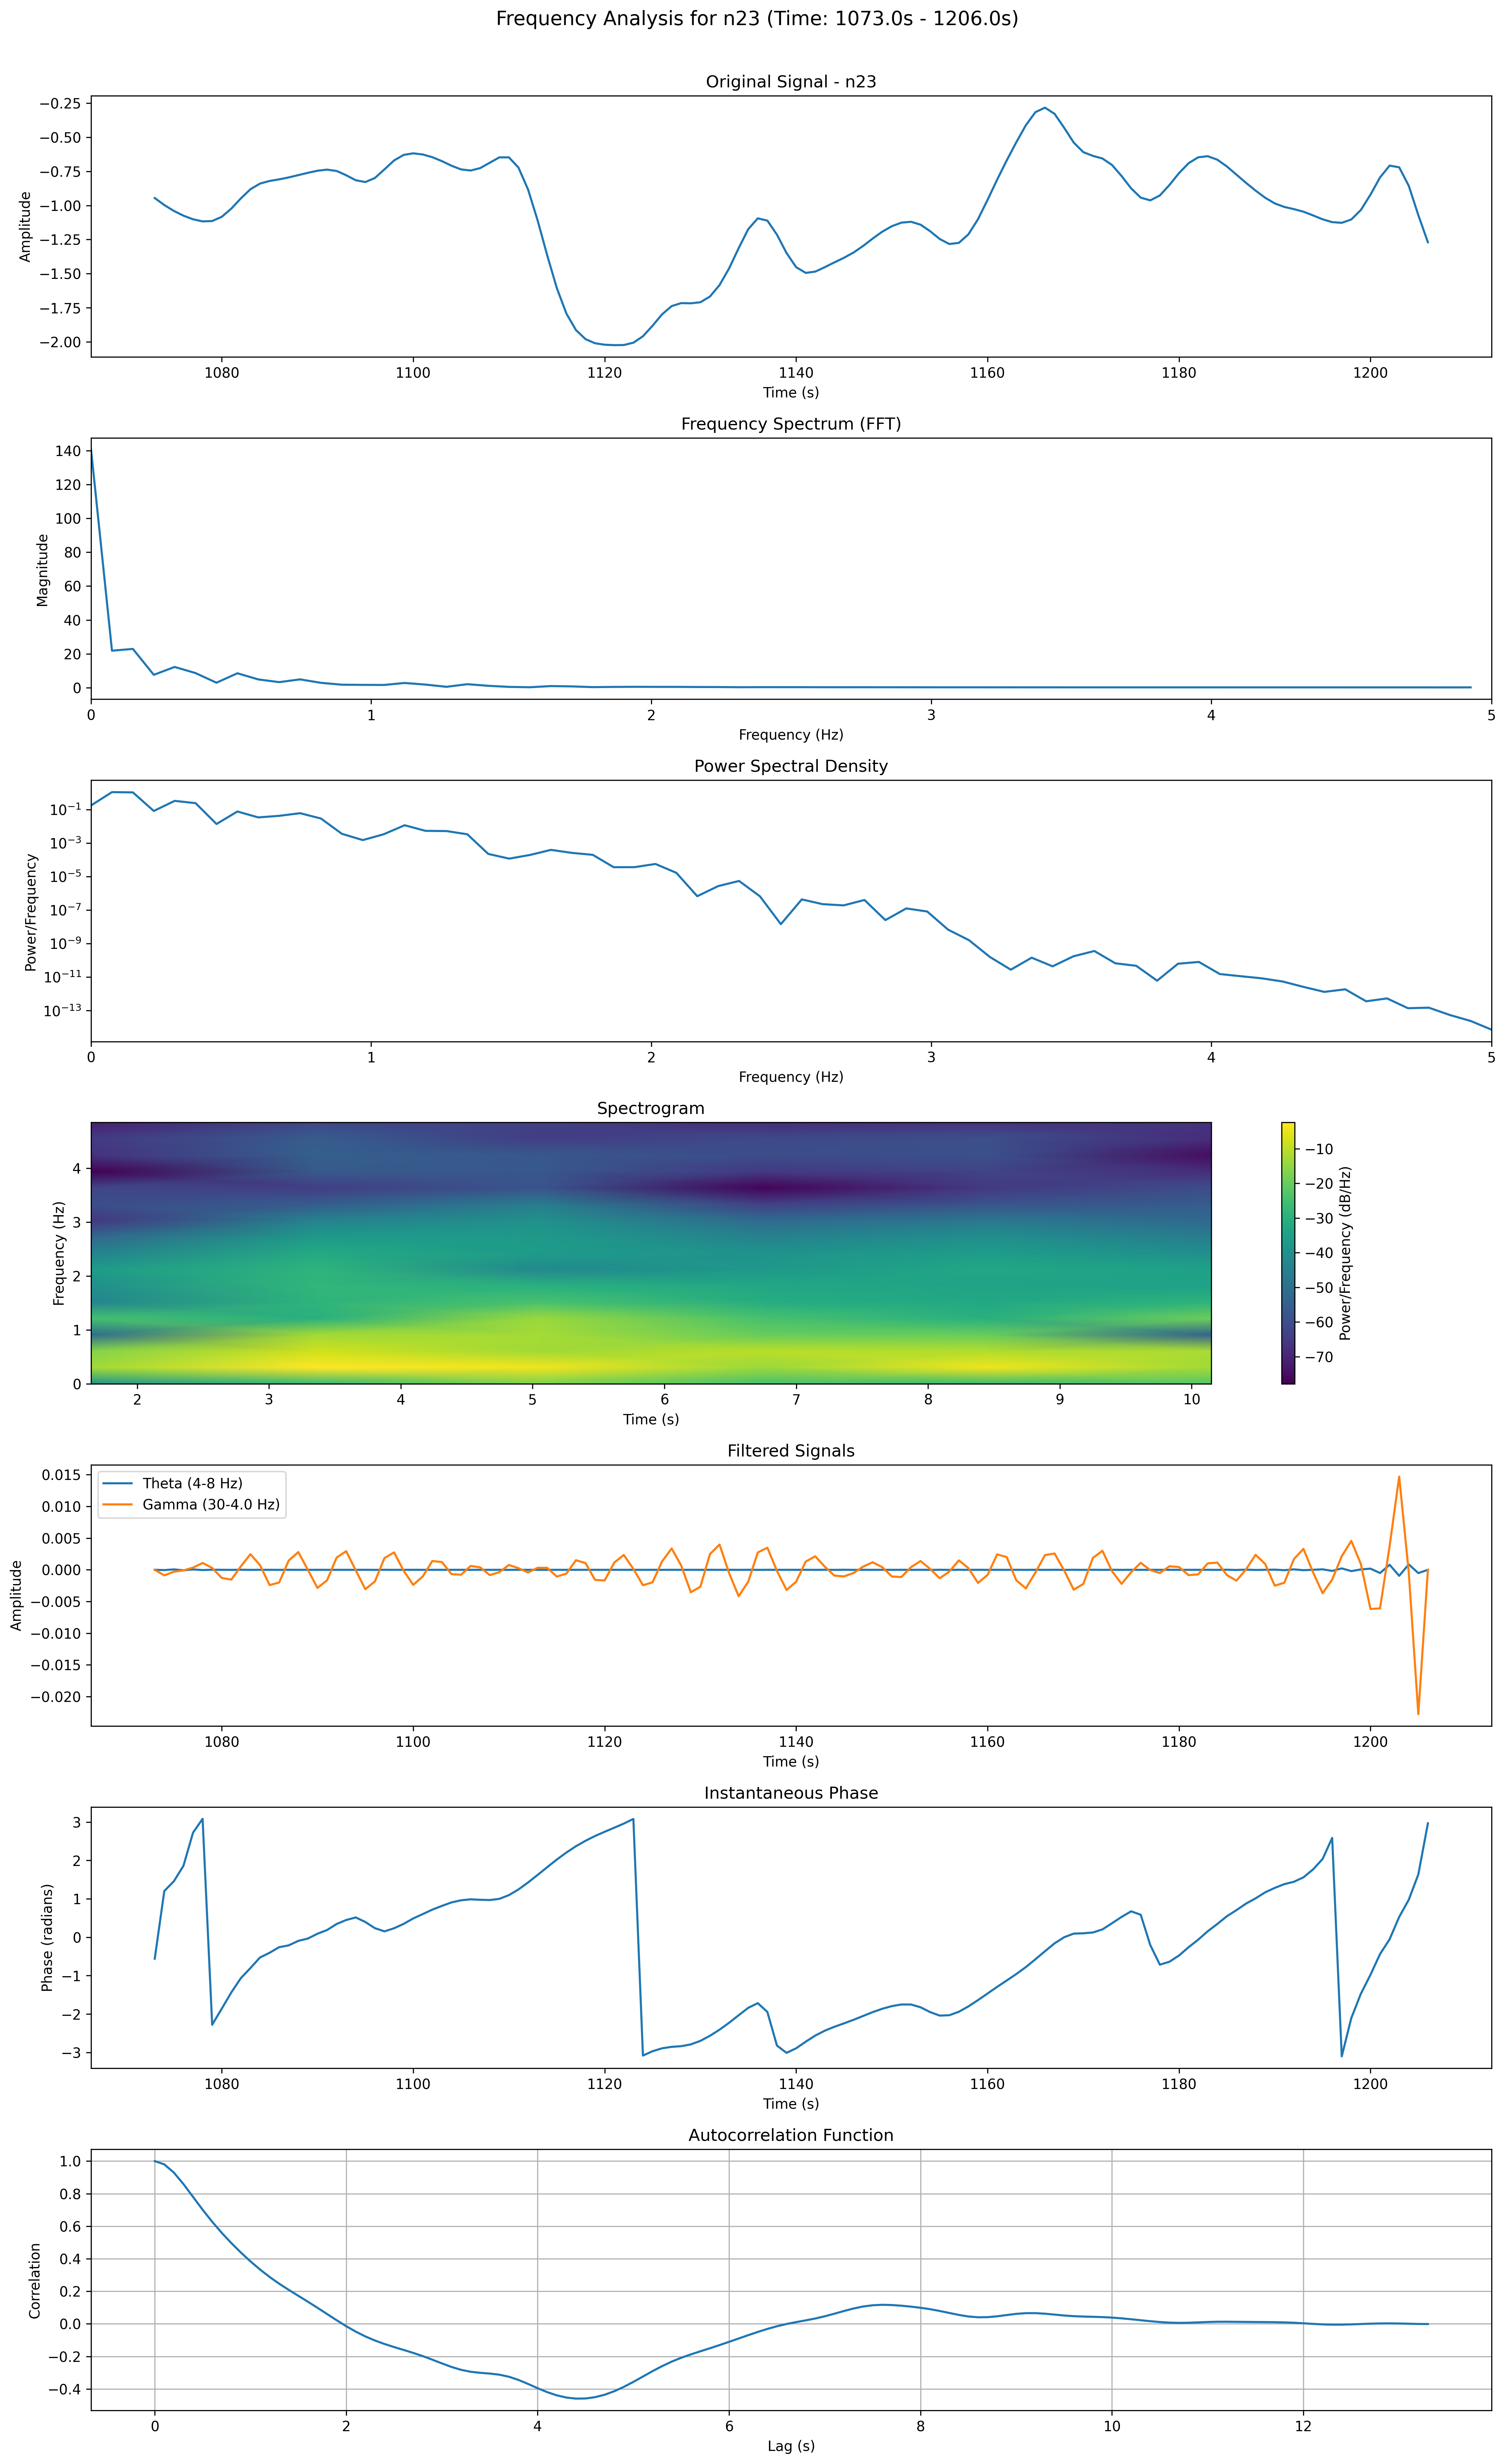 Frequency Analysis for n23 (Time: 1073.0s - 1206.0s)
Original Signal - n23
Amplitude
−0.25
−0.50
−0.75
−1.00
−1.25
−1.50
−1.75
−2.00
1080 1100 1120 1140 1160 1180 1200
Time (s)
Frequency Spectrum (FFT)
Magnitude
140
120
100
80
60
40
20
0
0 1 2 3 4 5
Frequency (Hz)
Power Spectral Density
Power/Frequency
10⁻¹
10⁻³
10⁻⁵
10⁻⁷
10⁻⁹
10⁻¹¹
10⁻¹³
0 1 2 3 4 5
Frequency (Hz)
Spectrogram
Frequency (Hz)
4
3
2
1
0
2 3 4 5 6 7 8 9 10
Time (s)
−10
−20
−30
−40
−50
−60
−70
Power/Frequency (dB/Hz)
Filtered Signals
Theta (4-8 Hz)
Gamma (30-4.0 Hz)
Amplitude
0.015
0.010
0.005
0.000
−0.005
−0.010
−0.015
−0.020
1080 1100 1120 1140 1160 1180 1200
Time (s)
Instantaneous Phase
Phase (radians)
3
2
1
0
−1
−2
−3
1080 1100 1120 1140 1160 1180 1200
Time (s)
Autocorrelation Function
Correlation
1.0
0.8
0.6
0.4
0.2
0.0
−0.2
−0.4
0 2 4 6 8 10 12
Lag (s)